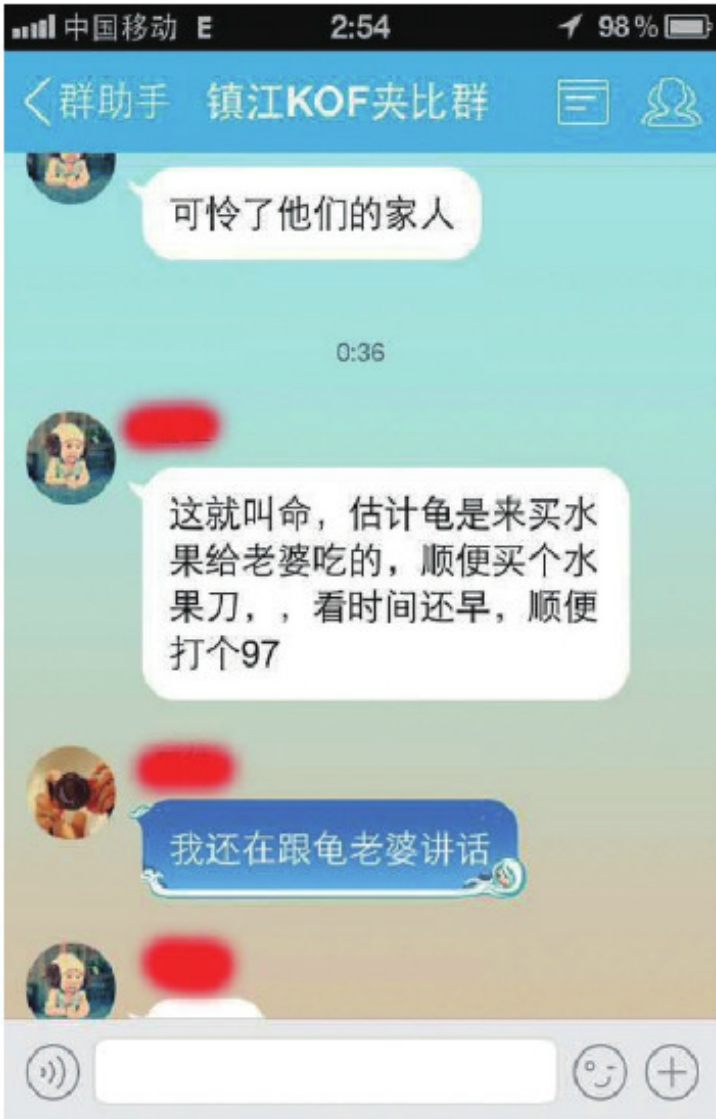 中国移动 E 2:54 98%
群助手 镇江KOF夹比群
可怜了他们的家人
0:36
这就叫命，估计龟是来买水
果给老婆吃的，顺便买个水
果刀，，看时间还早，顺便
打个97
我还在跟龟老婆讲话